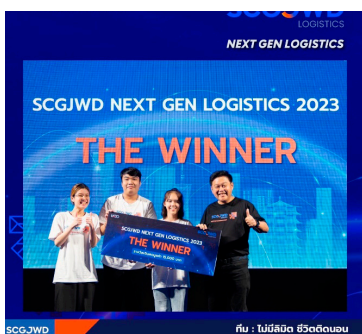 SCGJWD
LOGISTICS
NEXT GEN LOGISTICS
SCGJWD NEXT GEN LOGISTICS 2023
THE WINNER
SCGJWD NEXT GEN LOGISTICS 2023
THE WINNER
SCGJWD
ทีม : ไม่มีลิมิต ชีวิตติดนอน